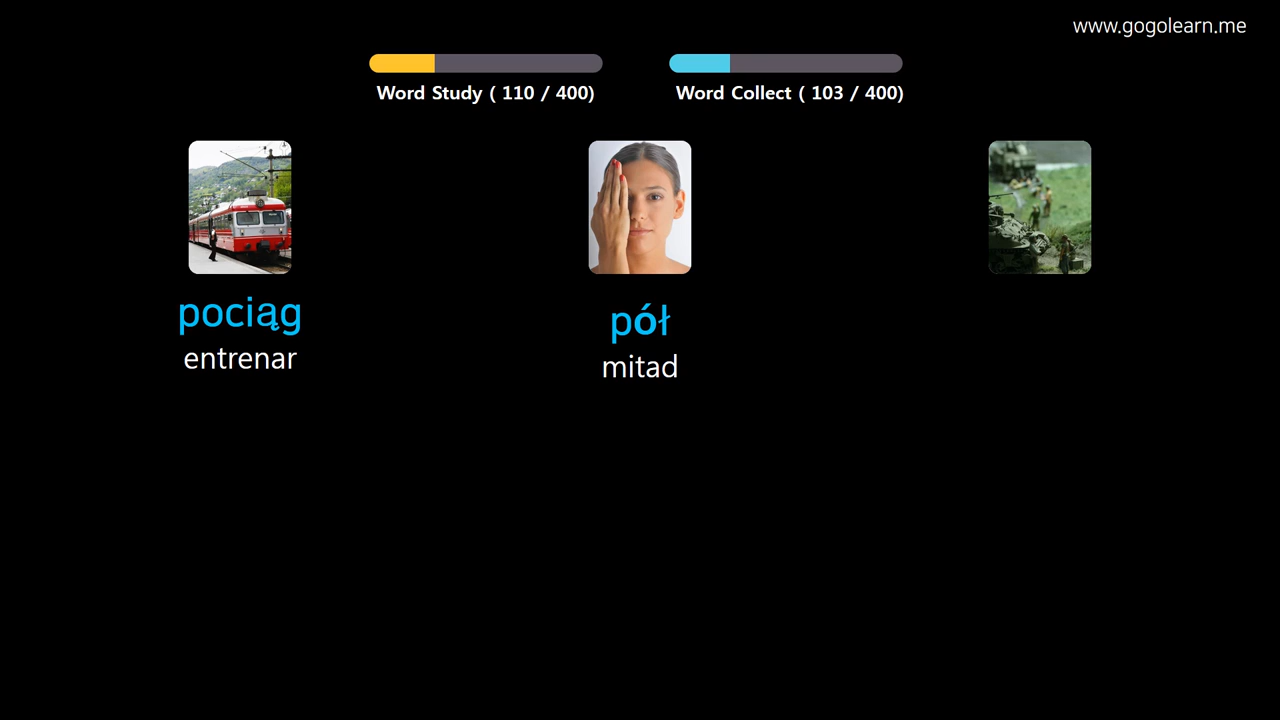 www.gogolearn.me
Word Study ( 110 / 400)
Word Collect ( 103 / 400)
pociąg
entrenar
pół
mitad